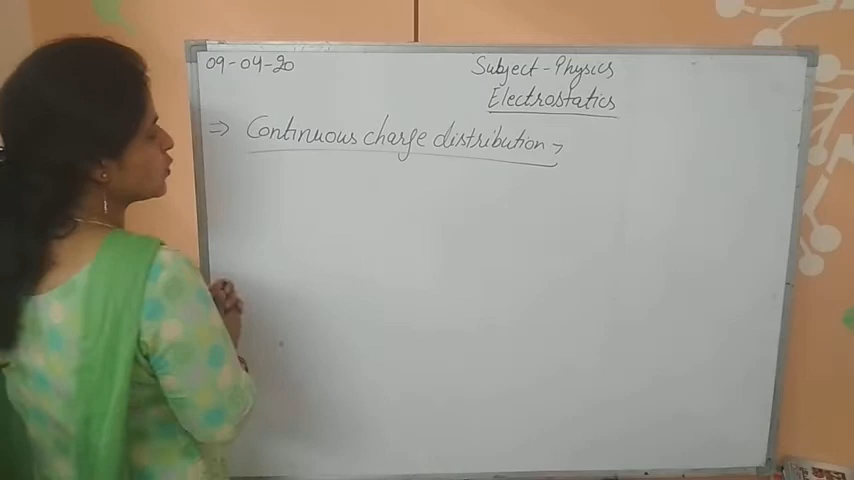 09-04-20
Subject-Physics
Electrostatics
⇒ Continuous charge distribution →